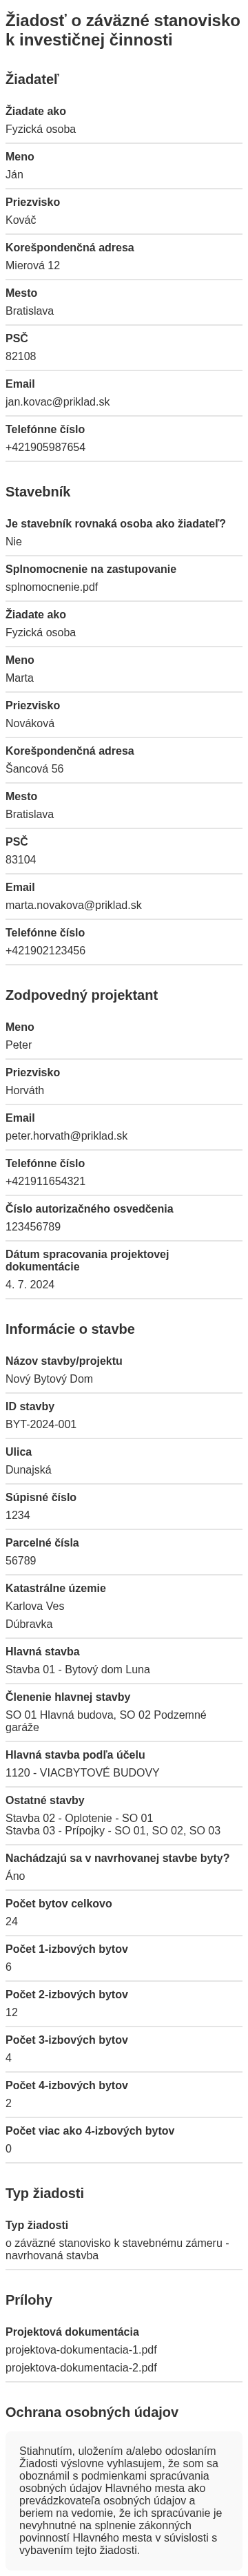 Žiadosť o záväzné stanovisko
k investičnej činnosti
Žiadateľ
Žiadate ako
Fyzická osoba
Meno
Ján
Priezvisko
Kováč
Korešpondenčná adresa
Mierová 12
Mesto
Bratislava
PSČ
82108
Email
jan.kovac@priklad.sk
Telefónne číslo
+421905987654
Stavebník
Je stavebník rovnaká osoba ako žiadateľ?
Nie
Splnomocnenie na zastupovanie
splnomocnenie.pdf
Žiadate ako
Fyzická osoba
Meno
Marta
Priezvisko
Nováková
Korešpondenčná adresa
Šancová 56
Mesto
Bratislava
PSČ
83104
Email
marta.novakova@priklad.sk
Telefónne číslo
+421902123456
Zodpovedný projektant
Meno
Peter
Priezvisko
Horváth
Email
peter.horvath@priklad.sk
Telefónne číslo
+421911654321
Číslo autorizačného osvedčenia
123456789
Dátum spracovania projektovej
dokumentácie
4. 7. 2024
Informácie o stavbe
Názov stavby/projektu
Nový Bytový Dom
ID stavby
BYT-2024-001
Ulica
Dunajská
Súpisné číslo
1234
Parcelné čísla
56789
Katastrálne územie
Karlova Ves
Dúbravka
Hlavná stavba
Stavba 01 - Bytový dom Luna
Členenie hlavnej stavby
SO 01 Hlavná budova, SO 02 Podzemné
garáže
Hlavná stavba podľa účelu
1120 - VIACBYTOVÉ BUDOVY
Ostatné stavby
Stavba 02 - Oplotenie - SO 01
Stavba 03 - Prípojky - SO 01, SO 02, SO 03
Nachádzajú sa v navrhovanej stavbe byty?
Áno
Počet bytov celkovo
24
Počet 1-izbových bytov
6
Počet 2-izbových bytov
12
Počet 3-izbových bytov
4
Počet 4-izbových bytov
2
Počet viac ako 4-izbových bytov
0
Typ žiadosti
Typ žiadosti
o záväzné stanovisko k stavebnému zámeru -
navrhovaná stavba
Prílohy
Projektová dokumentácia
projektova-dokumentacia-1.pdf
projektova-dokumentacia-2.pdf
Ochrana osobných údajov
Stiahnutím, uložením a/alebo odoslaním
Žiadosti výslovne vyhlasujem, že som sa
oboznámil s podmienkami spracúvania
osobných údajov Hlavného mesta ako
prevádzkovateľa osobných údajov a
beriem na vedomie, že ich spracúvanie je
nevyhnutné na splnenie zákonných
povinností Hlavného mesta v súvislosti s
vybavením tejto žiadosti.